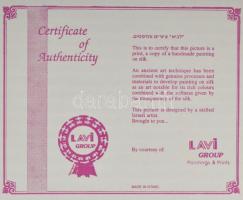 Certificate
of
Authenticity
This is to certify that this picture is a
print, a copy of a handmade painting
on silk.
An ancient art technique has been
combined with genuine processes and
materials to develop painting on silk
as an art notable for its rich colours
combined with the softness given by
the transparency of the silk.
This picture is designed by a skilled
Israel artist.
Brought to you...
By courtesy of:
LAVI
GROUP
Paintings & Prints
MADE IN ISRAEL